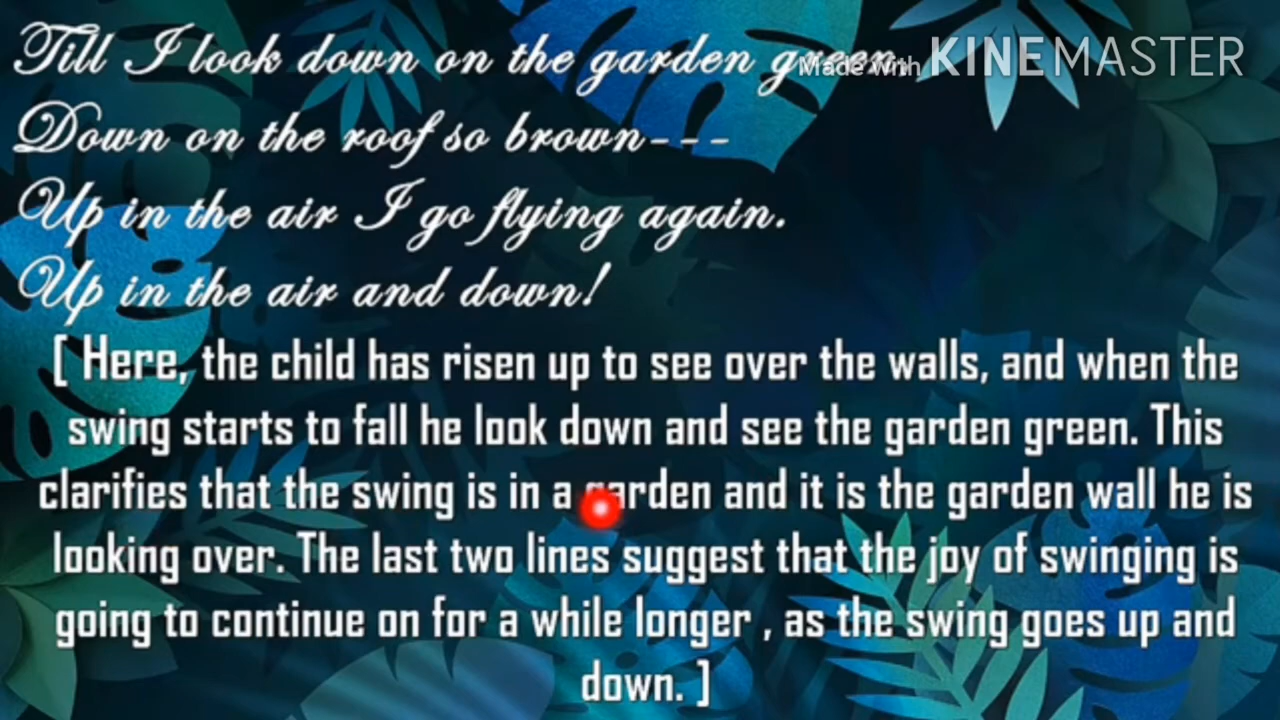 Till I look down on the garden green,
Made with KINEMASTER
Down on the roof so brown---
Up in the air I go flying again.
Up in the air and down!
[ Here, the child has risen up to see over the walls, and when the
swing starts to fall he look down and see the garden green. This
clarifies that the swing is in a garden and it is the garden wall he is
looking over. The last two lines suggest that the joy of swinging is
going to continue on for a while longer , as the swing goes up and
down. ]